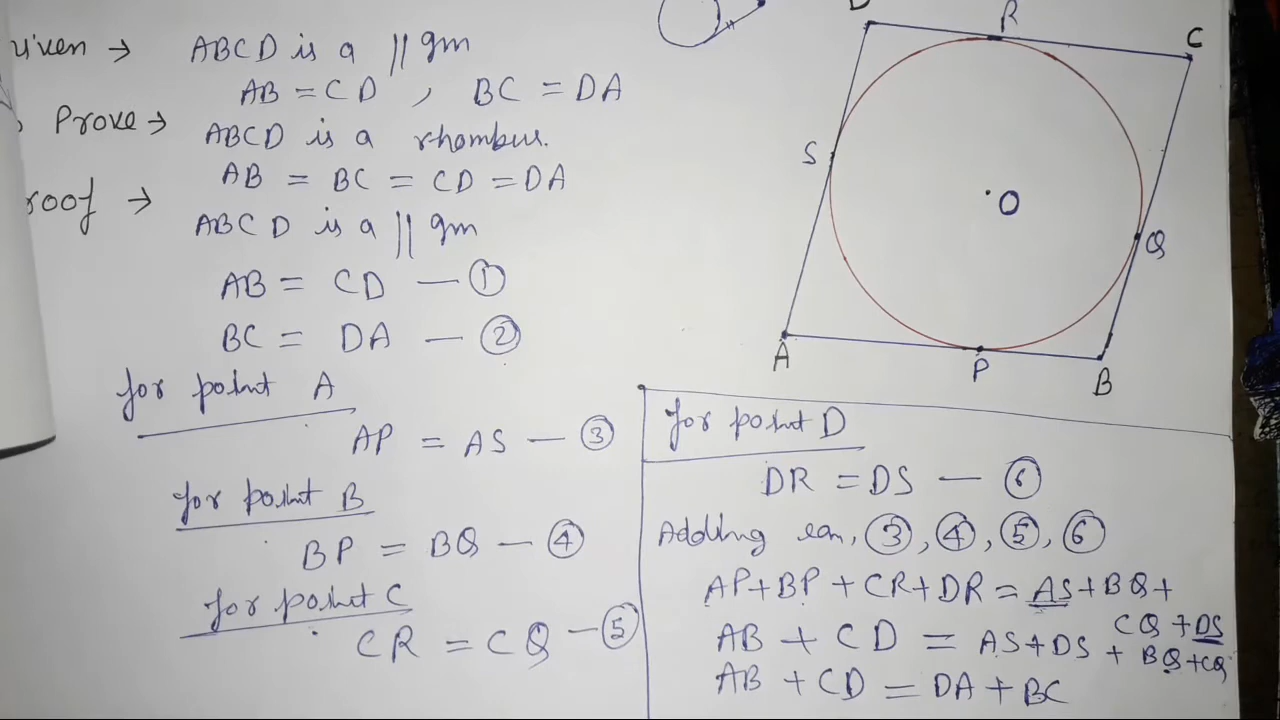 ABCD is a ||gm
AB = CD , BC = DA
Prove →
ABCD is a rhombus.
AB = BC = CD = DA
ABCD is a ||gm
AB = CD — ①
BC = DA — ②
for point A
AP = AS — ③
for point B
BP = BQ — ④
for point C
CR = CQ — ⑤
R
C
S
O
Q
A
P
B
for point D
DR = DS — ⑥
Adding eqn, ③, ④, ⑤, ⑥
AP+BP+CR+DR = AS+BQ+
CQ+DS
AB + CD = AS+DS + BQ+CQ
AB + CD = DA + BC